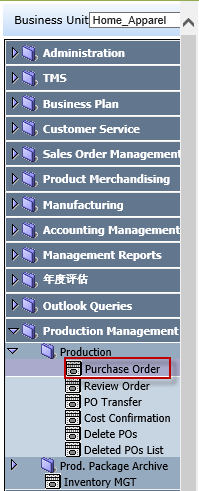 Business Unit Home_Apparel
Administration
TMS
Business Plan
Customer Service
Sales Order Management
Product Merchandising
Manufacturing
Accounting Management
Management Reports
年度评估
Outlook Queries
Production Management
Production
Purchase Order
Review Order
PO Transfer
Cost Confirmation
Delete POs
Deleted POs List
Prod. Package Archive
Inventory MGT